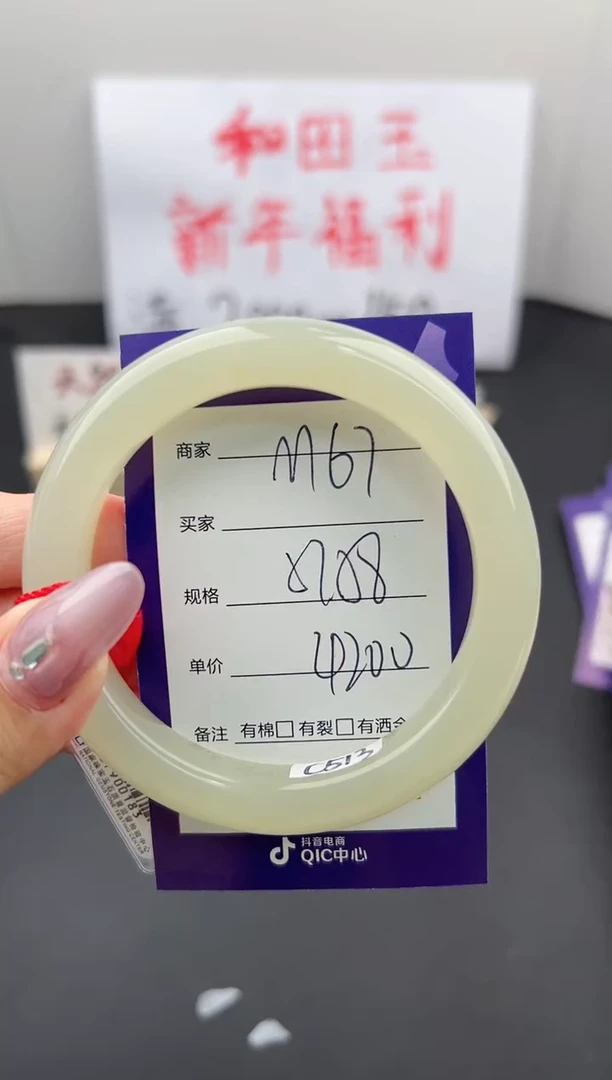 和田玉
新年福利
商家 M67
买家
规格
单价 4200
备注 有棉□ 有裂□ 有洒金
C513
抖音电商
QIC中心